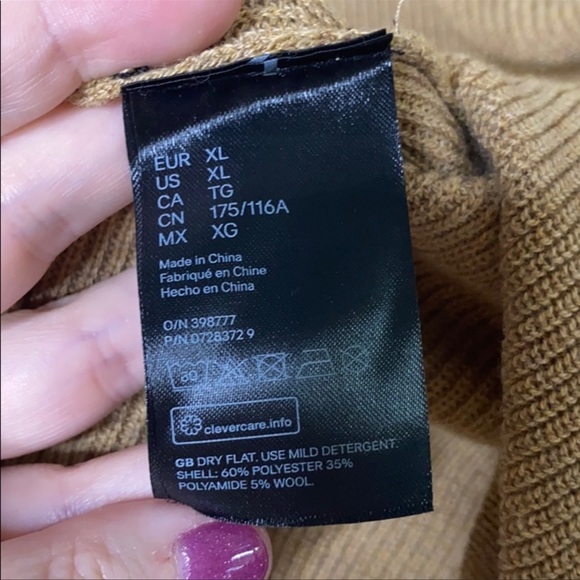 EUR XL
US XL
CA TG
CN 175/116A
MX XG
Made in China
Fabriqué en Chine
Hecho en China
O/N 398777
P/N 0728372 9
30
clevercare.info
GB DRY FLAT. USE MILD DETERGENT.
SHELL: 60% POLYESTER 35%
POLYAMIDE 5% WOOL.